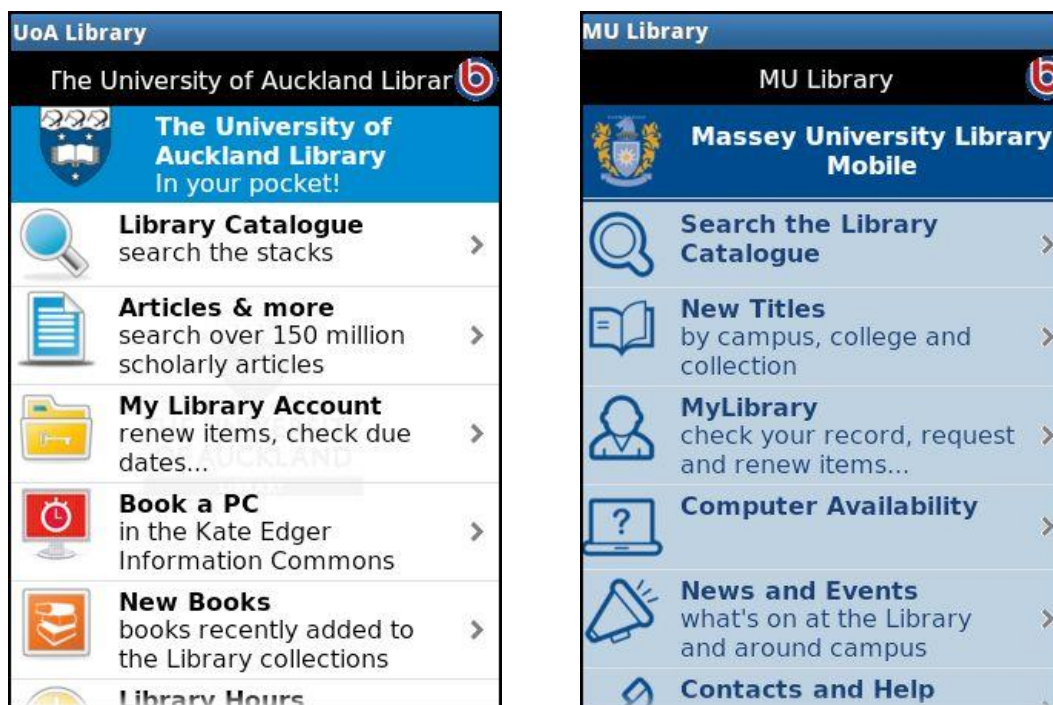 UoA Library
The University of Auckland Librar
The University of
Auckland Library
In your pocket!
Library Catalogue
search the stacks
Articles & more
search over 150 million
scholarly articles
My Library Account
renew items, check due
dates...
Book a PC
in the Kate Edger
Information Commons
New Books
books recently added to
the Library collections
Library Hours
MU Library
MU Library
Massey University Library
Mobile
Search the Library
Catalogue
New Titles
by campus, college and
collection
MyLibrary
check your record, request
and renew items...
Computer Availability
News and Events
what's on at the Library
and around campus
Contacts and Help